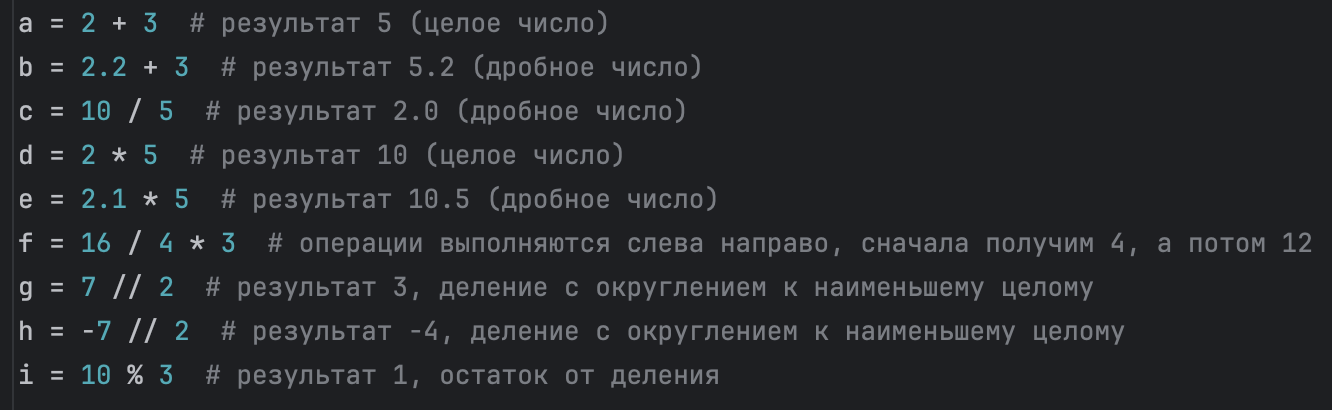 a = 2 + 3  # результат 5 (целое число)
b = 2.2 + 3  # результат 5.2 (дробное число)
c = 10 / 5  # результат 2.0 (дробное число)
d = 2 * 5  # результат 10 (целое число)
e = 2.1 * 5  # результат 10.5 (дробное число)
f = 16 / 4 * 3  # операции выполняются слева направо, сначала получим 4, а потом 12
g = 7 // 2  # результат 3, деление с округлением к наименьшему целому
h = -7 // 2  # результат -4, деление с округлением к наименьшему целому
i = 10 % 3  # результат 1, остаток от деления